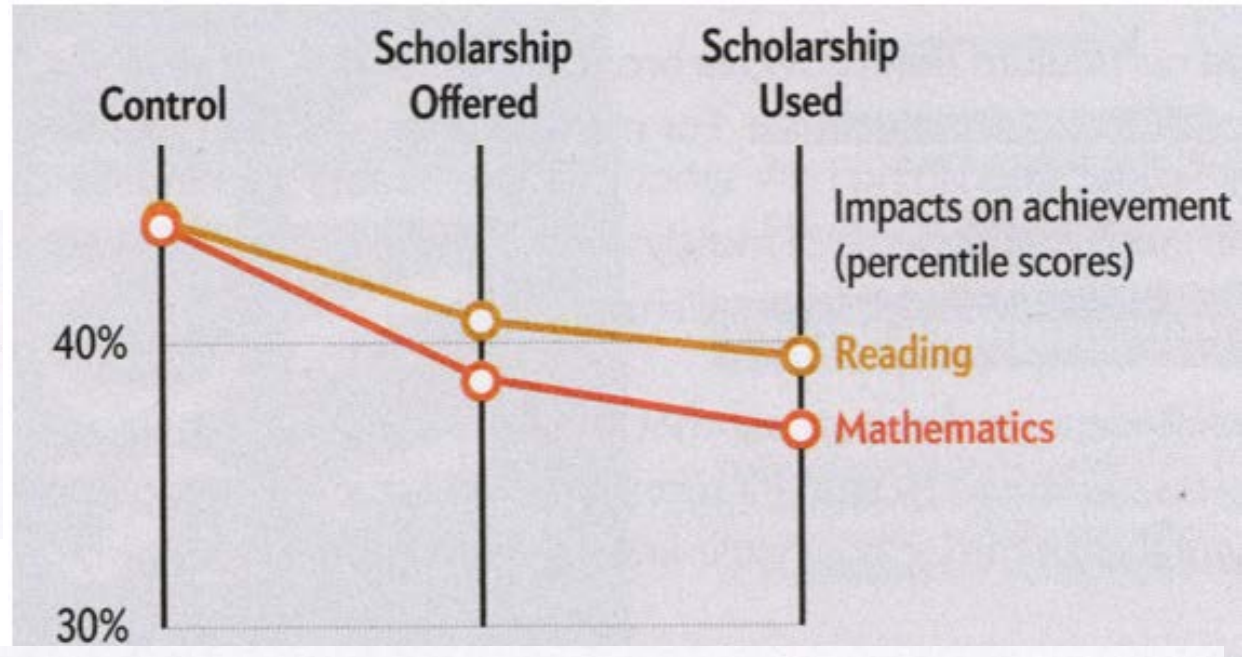 Control
Scholarship
Offered
Scholarship
Used
Impacts on achievement
(percentile scores)
40%
Reading
Mathematics
30%